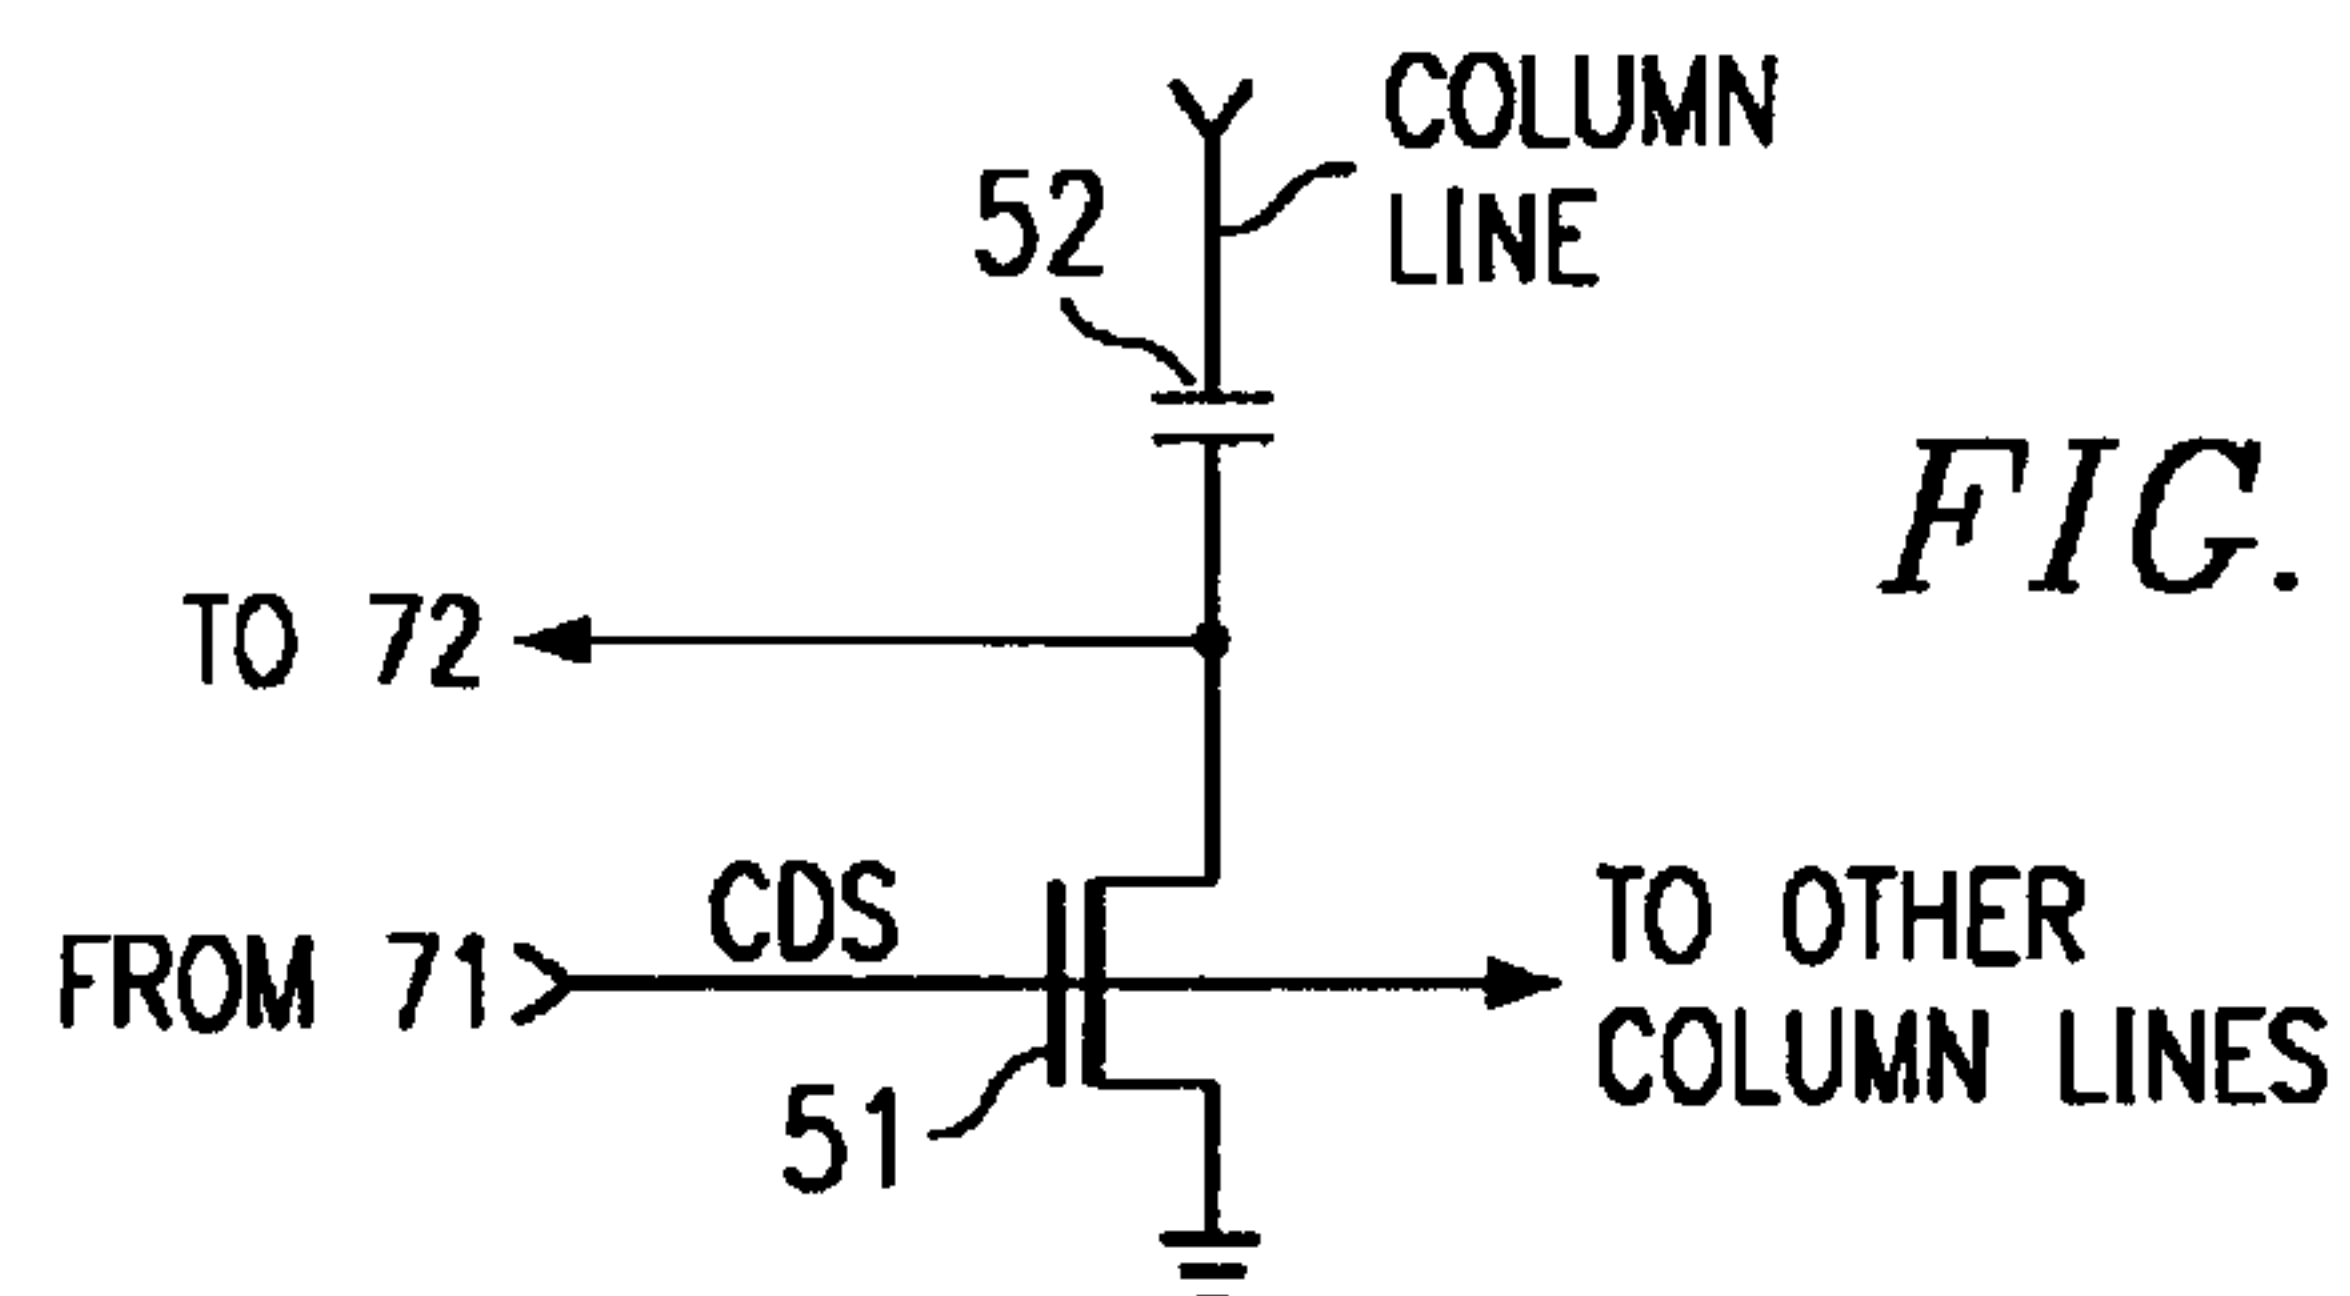 COLUMN
LINE
52
FIG.
TO 72
CDS
FROM 71
TO OTHER
COLUMN LINES
51